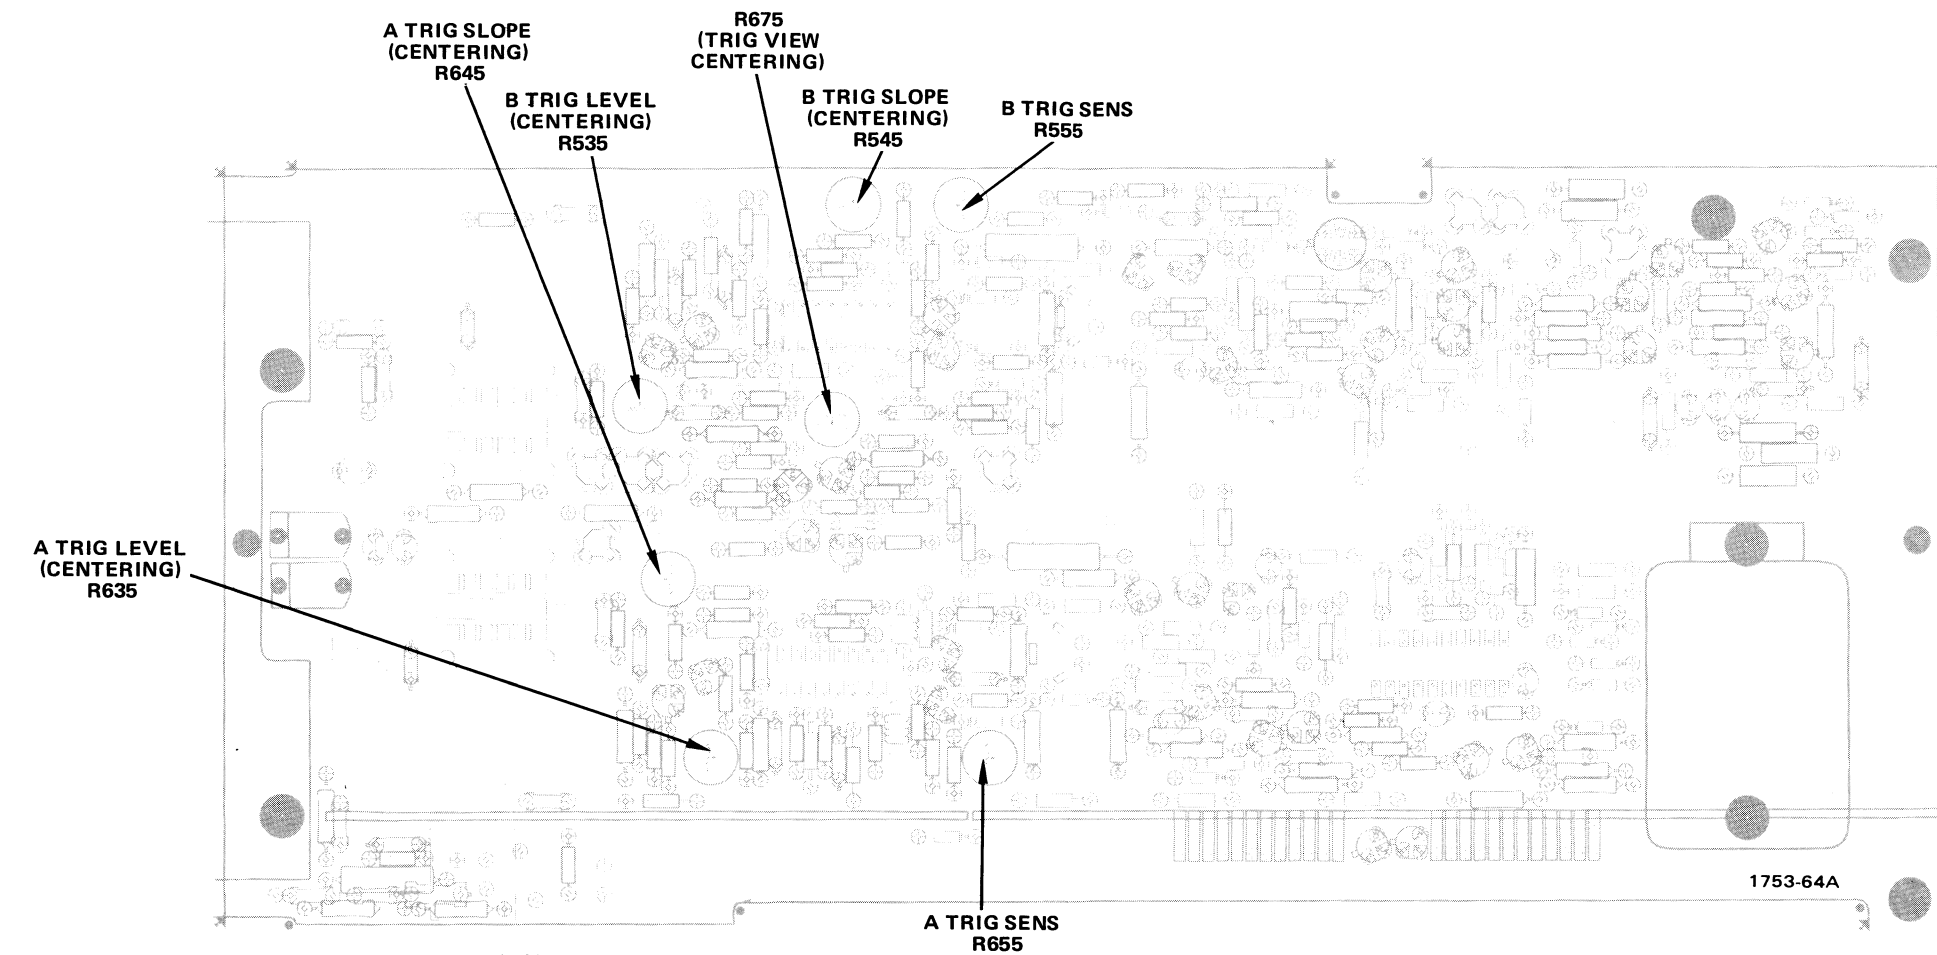 A TRIG SLOPE
(CENTERING)
R645
R675
(TRIG VIEW
CENTERING)
B TRIG LEVEL
(CENTERING)
R535
B TRIG SLOPE
(CENTERING)
R545
B TRIG SENS
R555
A TRIG LEVEL
(CENTERING)
R635
1753-64A
A TRIG SENS
R655